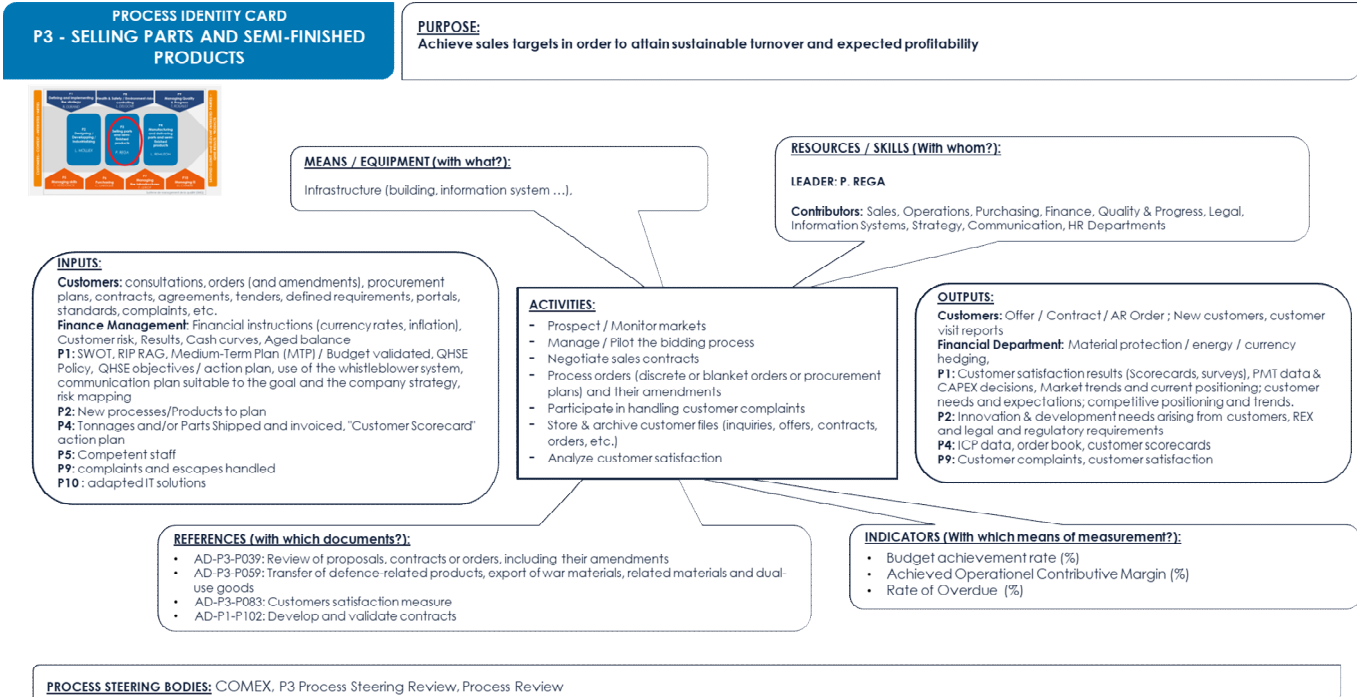 PROCESS IDENTITY CARD
P3 - SELLING PARTS AND SEMI-FINISHED
PRODUCTS
PURPOSE:
Achieve sales targets in order to attain sustainable turnover and expected profitability
MEANS / EQUIPMENT (with what?):
Infrastructure (building, information system …),
RESOURCES / SKILLS (With whom?):
LEADER: P. REGA
Contributors: Sales, Operations, Purchasing, Finance, Quality & Progress, Legal,
Information Systems, Strategy, Communication, HR Departments
INPUTS:
Customers: consultations, orders (and amendments), procurement
plans, contracts, agreements, tenders, defined requirements, portals,
standards, complaints, etc.
Finance Management: Financial instructions (currency rates, inflation),
Customer risk, Results, Cash curves, Aged balance
P1: SWOT, RIP RAG, Medium-Term Plan (MTP) / Budget validated, QHSE
Policy, QHSE objectives / action plan, use of the whistleblower system,
communication plan suitable to the goal and the company strategy,
risk mapping
P2: New processes/Products to plan
P4: Tonnages and/or Parts Shipped and invoiced, "Customer Scorecard"
action plan
P5: Competent staff
P9: complaints and escapes handled
P10 : adapted IT solutions
ACTIVITIES:
- Prospect / Monitor markets
- Manage / Pilot the bidding process
- Negotiate sales contracts
- Process orders (discrete or blanket orders or procurement
plans) and their amendments
- Participate in handling customer complaints
- Store & archive customer files (inquiries, offers, contracts,
orders, etc.)
- Analyze customer satisfaction
OUTPUTS:
Customers: Offer / Contract / AR Order ; New customers, customer
visit reports
Financial Department: Material protection / energy / currency
hedging,
P1: Customer satisfaction results (Scorecards, surveys), PMT data &
CAPEX decisions, Market trends and current positioning; customer
needs and expectations; competitive positioning and trends.
P2: Innovation & development needs arising from customers, REX
and legal and regulatory requirements
P4: ICP data, order book, customer scorecards
P9: Customer complaints, customer satisfaction
REFERENCES (with which documents?):
• AD-P3-P039: Review of proposals, contracts or orders, including their amendments
• AD-P3-P059: Transfer of defence-related products, export of war materials, related materials and dual-
use goods
• AD-P3-P083: Customers satisfaction measure
• AD-P1-P102: Develop and validate contracts
INDICATORS (With which means of measurement?):
• Budget achievement rate (%)
• Achieved Operationel Contributive Margin (%)
• Rate of Overdue (%)
PROCESS STEERING BODIES: COMEX, P3 Process Steering Review, Process Review